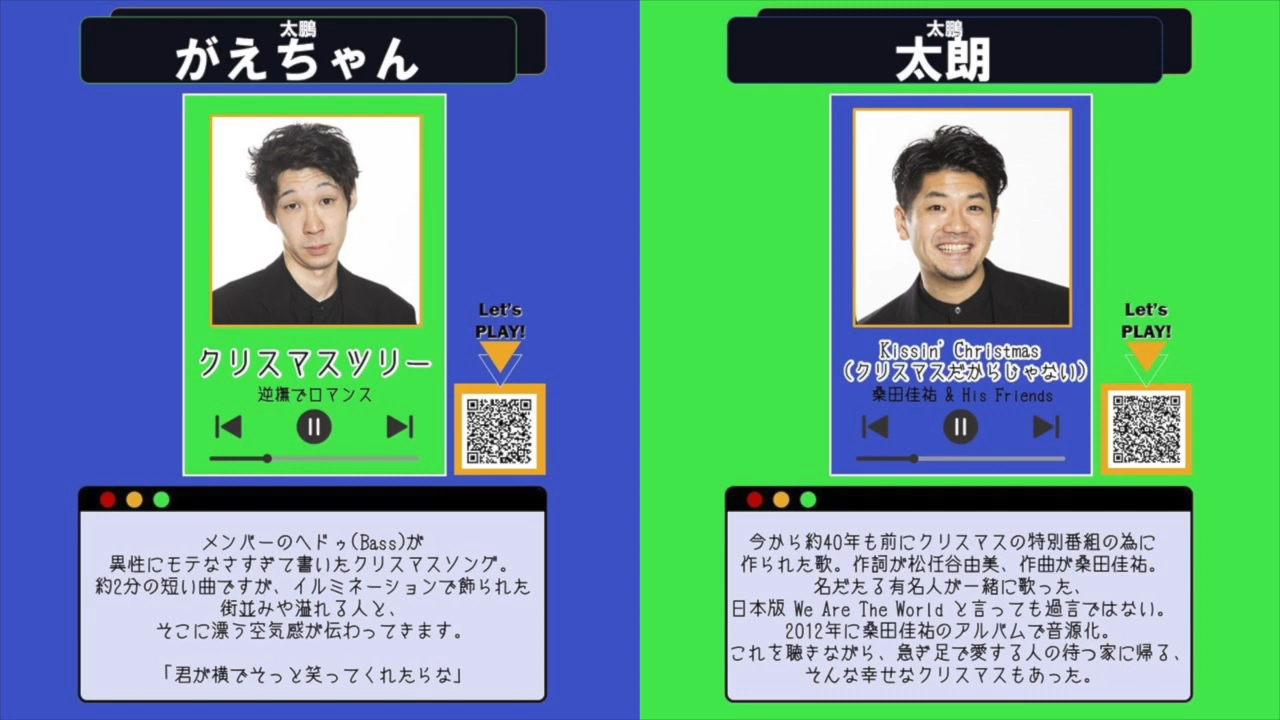 太鵬
がえちゃん
Let's
PLAY!
クリスマスツリー
逆撫でロマンス
メンバーのヘドゥ(Bass)が
異性にモテなさすぎて書いたクリスマスソング。
約2分の短い曲ですが、イルミネーションで飾られた
街並みや溢れる人と、
そこに漂う空気感が伝わってきます。
「君が横でそっと笑ってくれたらな」
太鵬
太朗
Let's
PLAY!
Kissin' Christmas
(クリスマスだからじゃない)
桑田佳祐 & His Friends
今から約40年も前にクリスマスの特別番組の為に
作られた歌。作詞が松任谷由美、作曲が桑田佳祐。
名だたる有名人が一緒に歌った、
日本版 We Are The World と言っても過言ではない。
2012年に桑田佳祐のアルバムで音源化。
これを聴きながら、急ぎ足で愛する人の待つ家に帰る、
そんな幸せなクリスマスもあった。